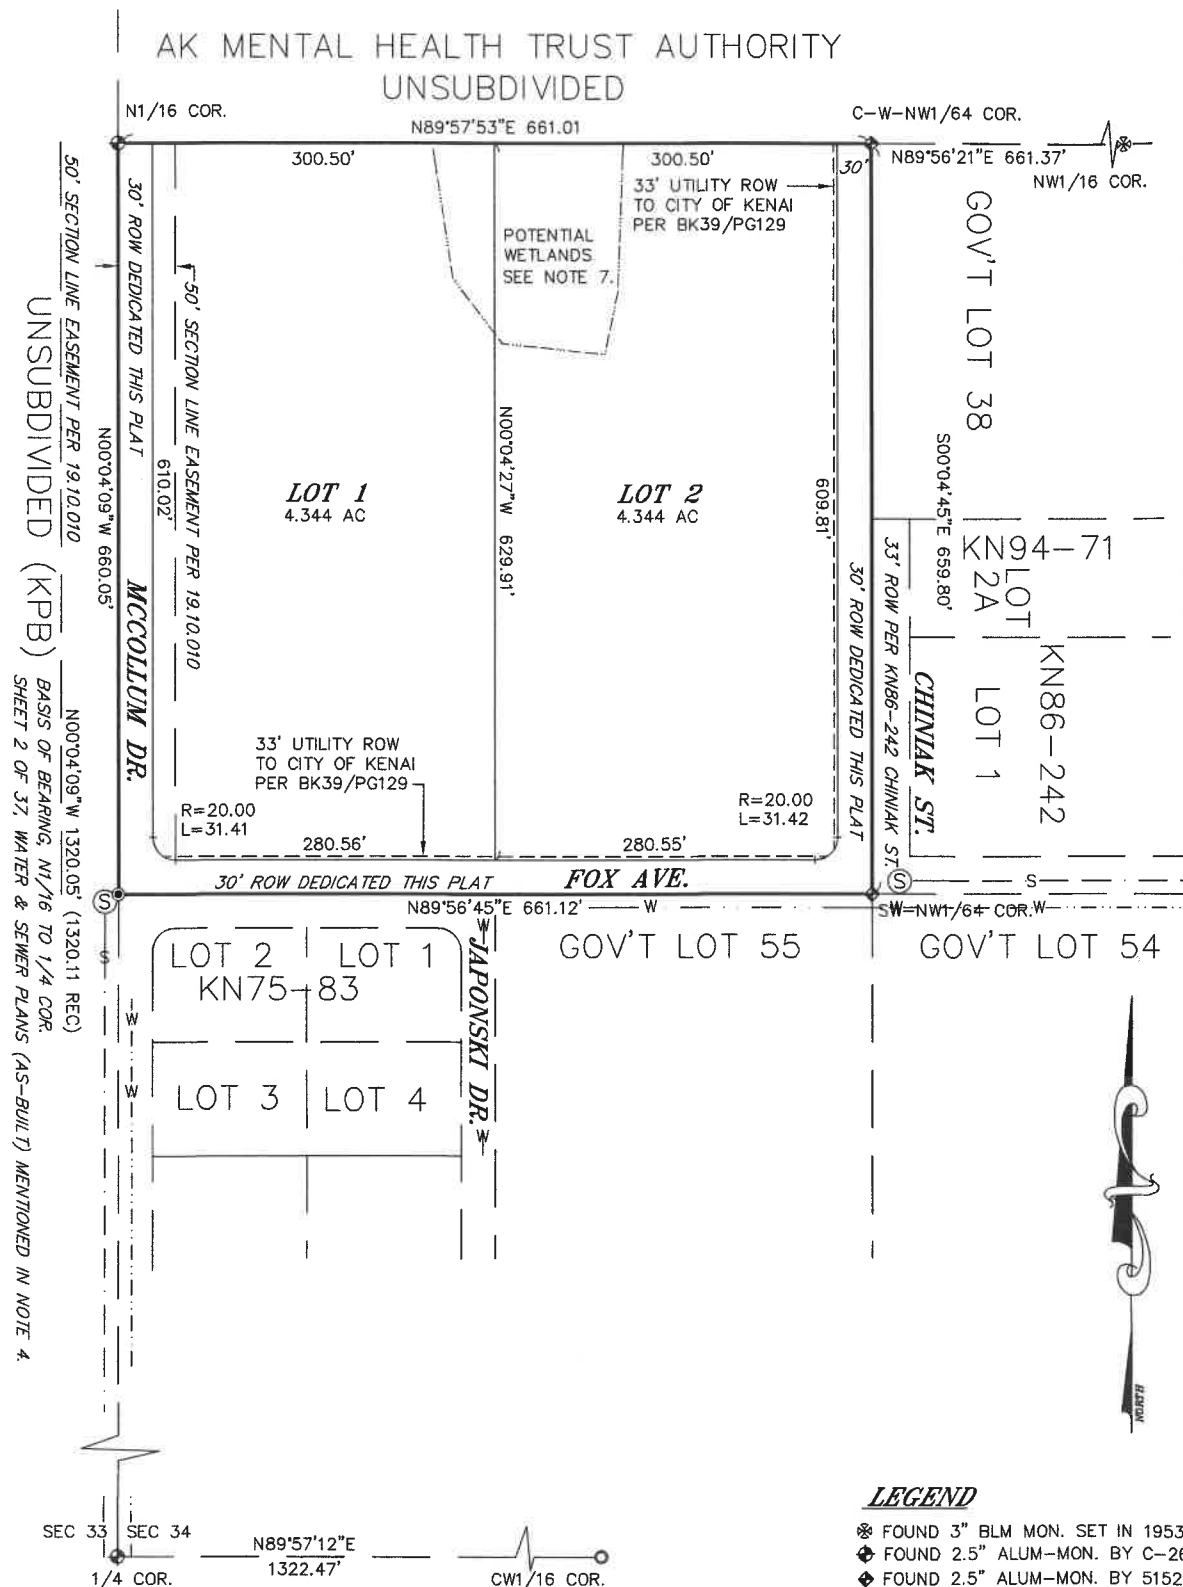 AK MENTAL HEALTH TRUST AUTHORITY
UNSUBDIVIDED
N1/16 COR.
N89°57'53"E 661.01
C-W-NW1/64 COR.
300.50'
300.50'
30'
N89°56'21"E 661.37'
NW1/16 COR.
33' UTILITY ROW
TO CITY OF KENAI
PER BK39/PG129
POTENTIAL
WETLANDS
SEE NOTE 7.
50' SECTION LINE EASEMENT PER 19.10.010
UNSUBDIVIDED (KPB)
N00°04'09"W 660.05'
30' ROW DEDICATED THIS PLAT
MCCOLLUM DR.
610.02'
50' SECTION LINE EASEMENT PER 19.10.010
LOT 1
4.344 AC
N00°04'27"W 629.91'
LOT 2
4.344 AC
609.81'
30' ROW DEDICATED THIS PLAT
33' ROW PER KN86-242 CHINIAK ST.
S00°04'45"E 659.80'
GOV'T LOT 38
KN94-71
LOT
2A
KN86-242
LOT 1
CHINIAK ST.
33' UTILITY ROW
TO CITY OF KENAI
PER BK39/PG129
R=20.00
L=31.41
R=20.00
L=31.42
280.56'
280.55'
30' ROW DEDICATED THIS PLAT
FOX AVE.
S
S
S
N89°56'45"E 661.12'
W
SW-NW1/64 COR.
W
S
W
LOT 2
LOT 1
KN75-83
JAPONSKI DR.
GOV'T LOT 55
GOV'T LOT 54
W
W
LOT 3
LOT 4
W
N00°04'09"W 1320.05' (1320.11 REC)
BASIS OF BEARING, N1/16 TO 1/4 COR.
SHEET 2 OF 37, WATER & SEWER PLANS (AS-BUILT) MENTIONED IN NOTE 4.
NORTH
SEC 33
SEC 34
N89°57'12"E
1322.47'
1/4 COR.
CW1/16 COR.
LEGEND
FOUND 3" BLM MON. SET IN 1953
FOUND 2.5" ALUM-MON. BY C-26
FOUND 2.5" ALUM-MON. BY 5152